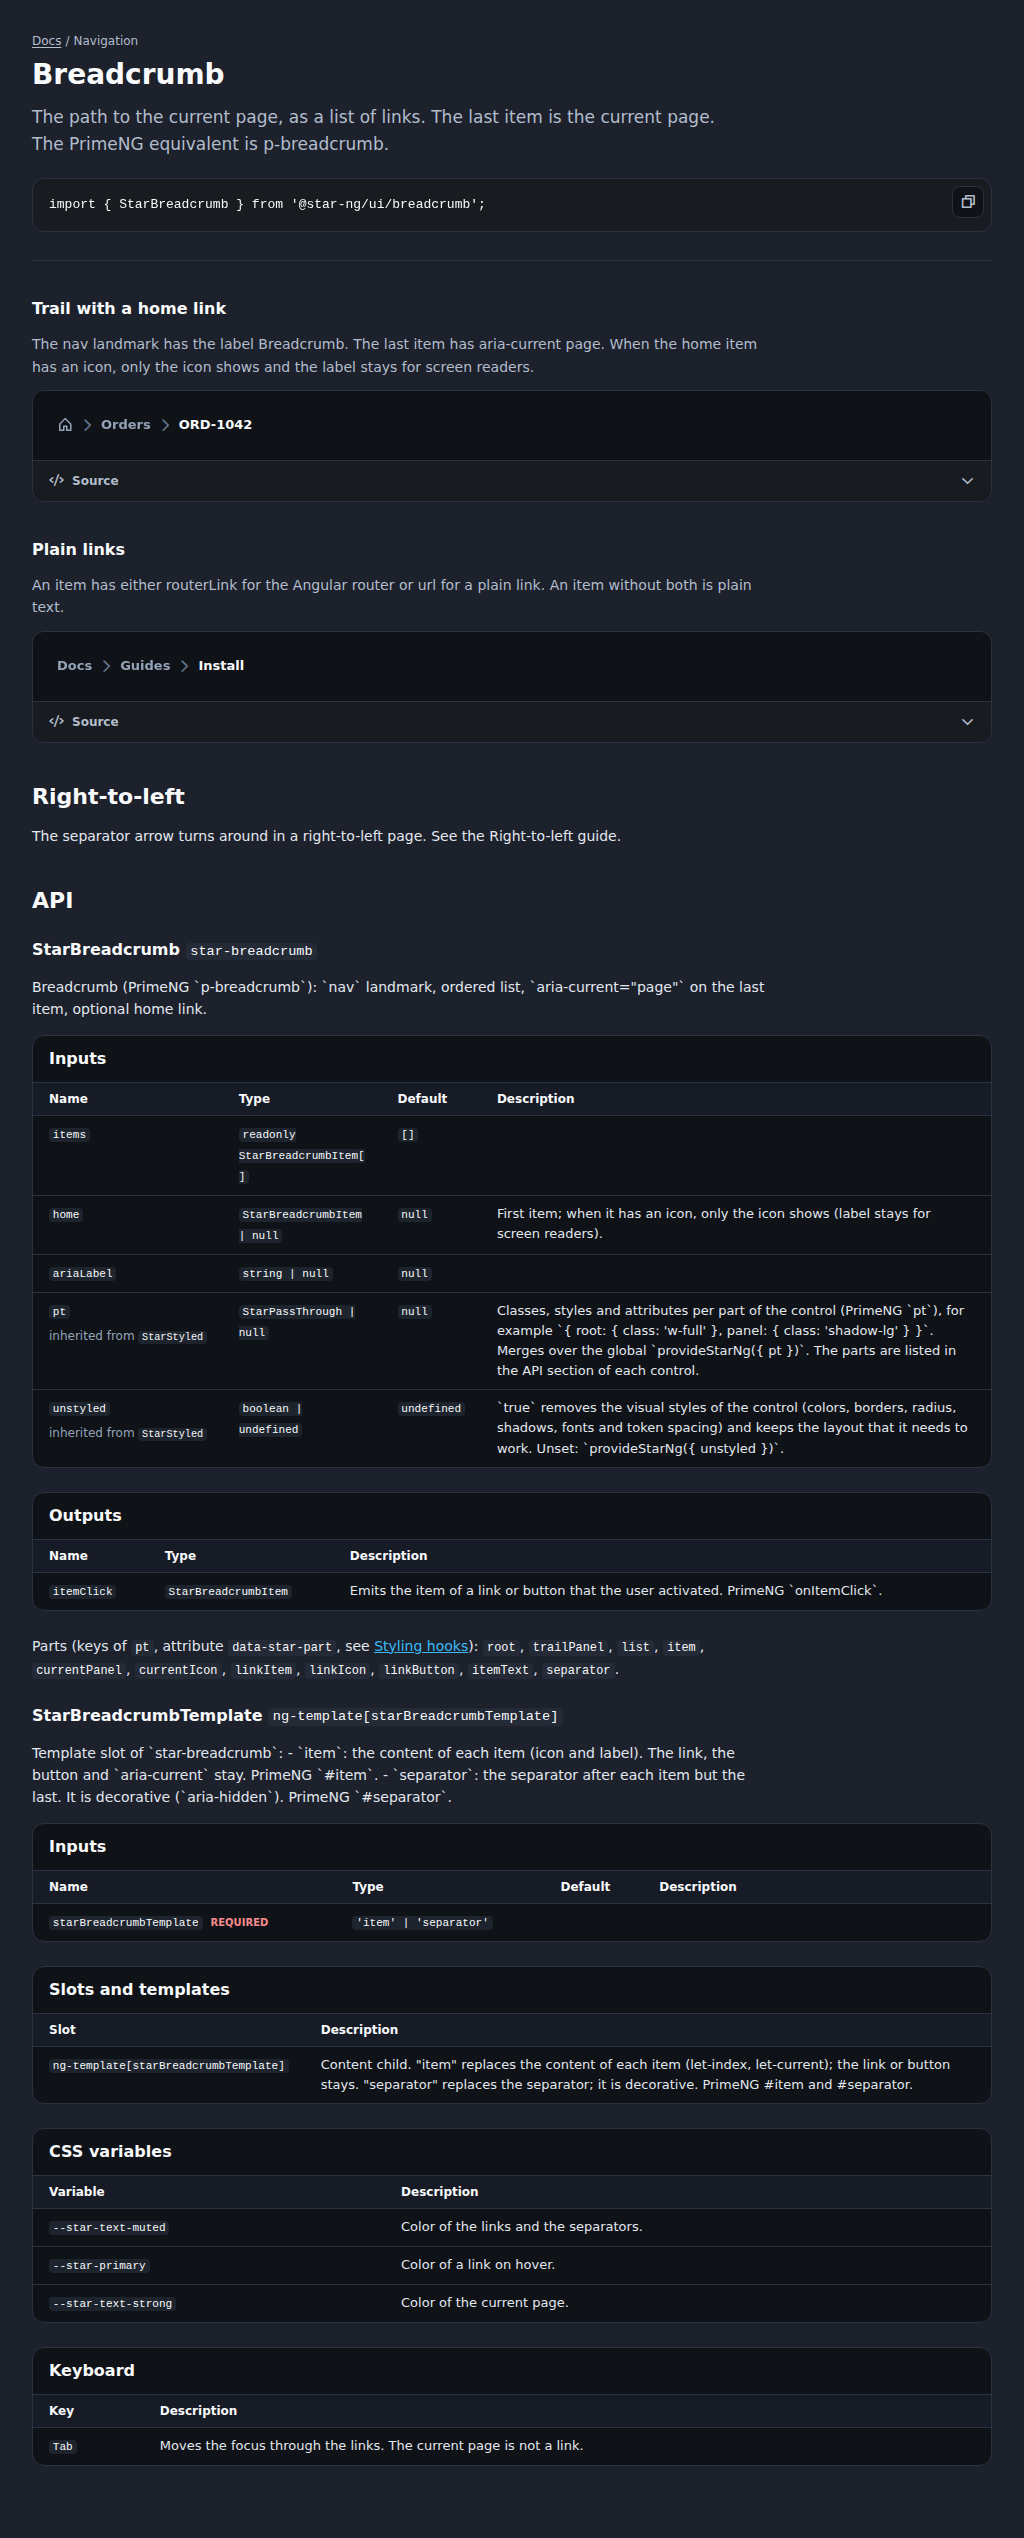 Docs / Navigation
Breadcrumb
The path to the current page, as a list of links. The last item is the current page.
The PrimeNG equivalent is p-breadcrumb.
import { StarBreadcrumb } from '@star-ng/ui/breadcrumb';
Trail with a home link
The nav landmark has the label Breadcrumb. The last item has aria-current page. When the home item
has an icon, only the icon shows and the label stays for screen readers.
Orders ORD-1042
Source
Plain links
An item has either routerLink for the Angular router or url for a plain link. An item without both is plain
text.
Docs Guides Install
Source
Right-to-left
The separator arrow turns around in a right-to-left page. See the Right-to-left guide.
API
StarBreadcrumb star-breadcrumb
Breadcrumb (PrimeNG `p-breadcrumb`): `nav` landmark, ordered list, `aria-current="page"` on the last
item, optional home link.
Inputs
Name Type Default Description
items readonly []
StarBreadcrumbItem[
]
home StarBreadcrumbItem null First item; when it has an icon, only the icon shows (label stays for
| null screen readers).
ariaLabel string | null null
pt StarPassThrough | null Classes, styles and attributes per part of the control (PrimeNG `pt`), for
inherited from StarStyled null example `{ root: { class: 'w-full' }, panel: { class: 'shadow-lg' } }`.
Merges over the global `provideStarNg({ pt })`. The parts are listed in
the API section of each control.
unstyled boolean | undefined `true` removes the visual styles of the control (colors, borders, radius,
inherited from StarStyled undefined shadows, fonts and token spacing) and keeps the layout that it needs to
work. Unset: `provideStarNg({ unstyled })`.
Outputs
Name Type Description
itemClick StarBreadcrumbItem Emits the item of a link or button that the user activated. PrimeNG `onItemClick`.
Parts (keys of pt, attribute data-star-part, see Styling hooks): root, trailPanel, list, item,
currentPanel, currentIcon, linkItem, linkIcon, linkButton, itemText, separator.
StarBreadcrumbTemplate ng-template[starBreadcrumbTemplate]
Template slot of `star-breadcrumb`: - `item`: the content of each item (icon and label). The link, the
button and `aria-current` stay. PrimeNG `#item`. - `separator`: the separator after each item but the
last. It is decorative (`aria-hidden`). PrimeNG `#separator`.
Inputs
Name Type Default Description
starBreadcrumbTemplate REQUIRED 'item' | 'separator'
Slots and templates
Slot Description
ng-template[starBreadcrumbTemplate] Content child. "item" replaces the content of each item (let-index, let-current); the link or button
stays. "separator" replaces the separator; it is decorative. PrimeNG #item and #separator.
CSS variables
Variable Description
--star-text-muted Color of the links and the separators.
--star-primary Color of a link on hover.
--star-text-strong Color of the current page.
Keyboard
Key Description
Tab Moves the focus through the links. The current page is not a link.